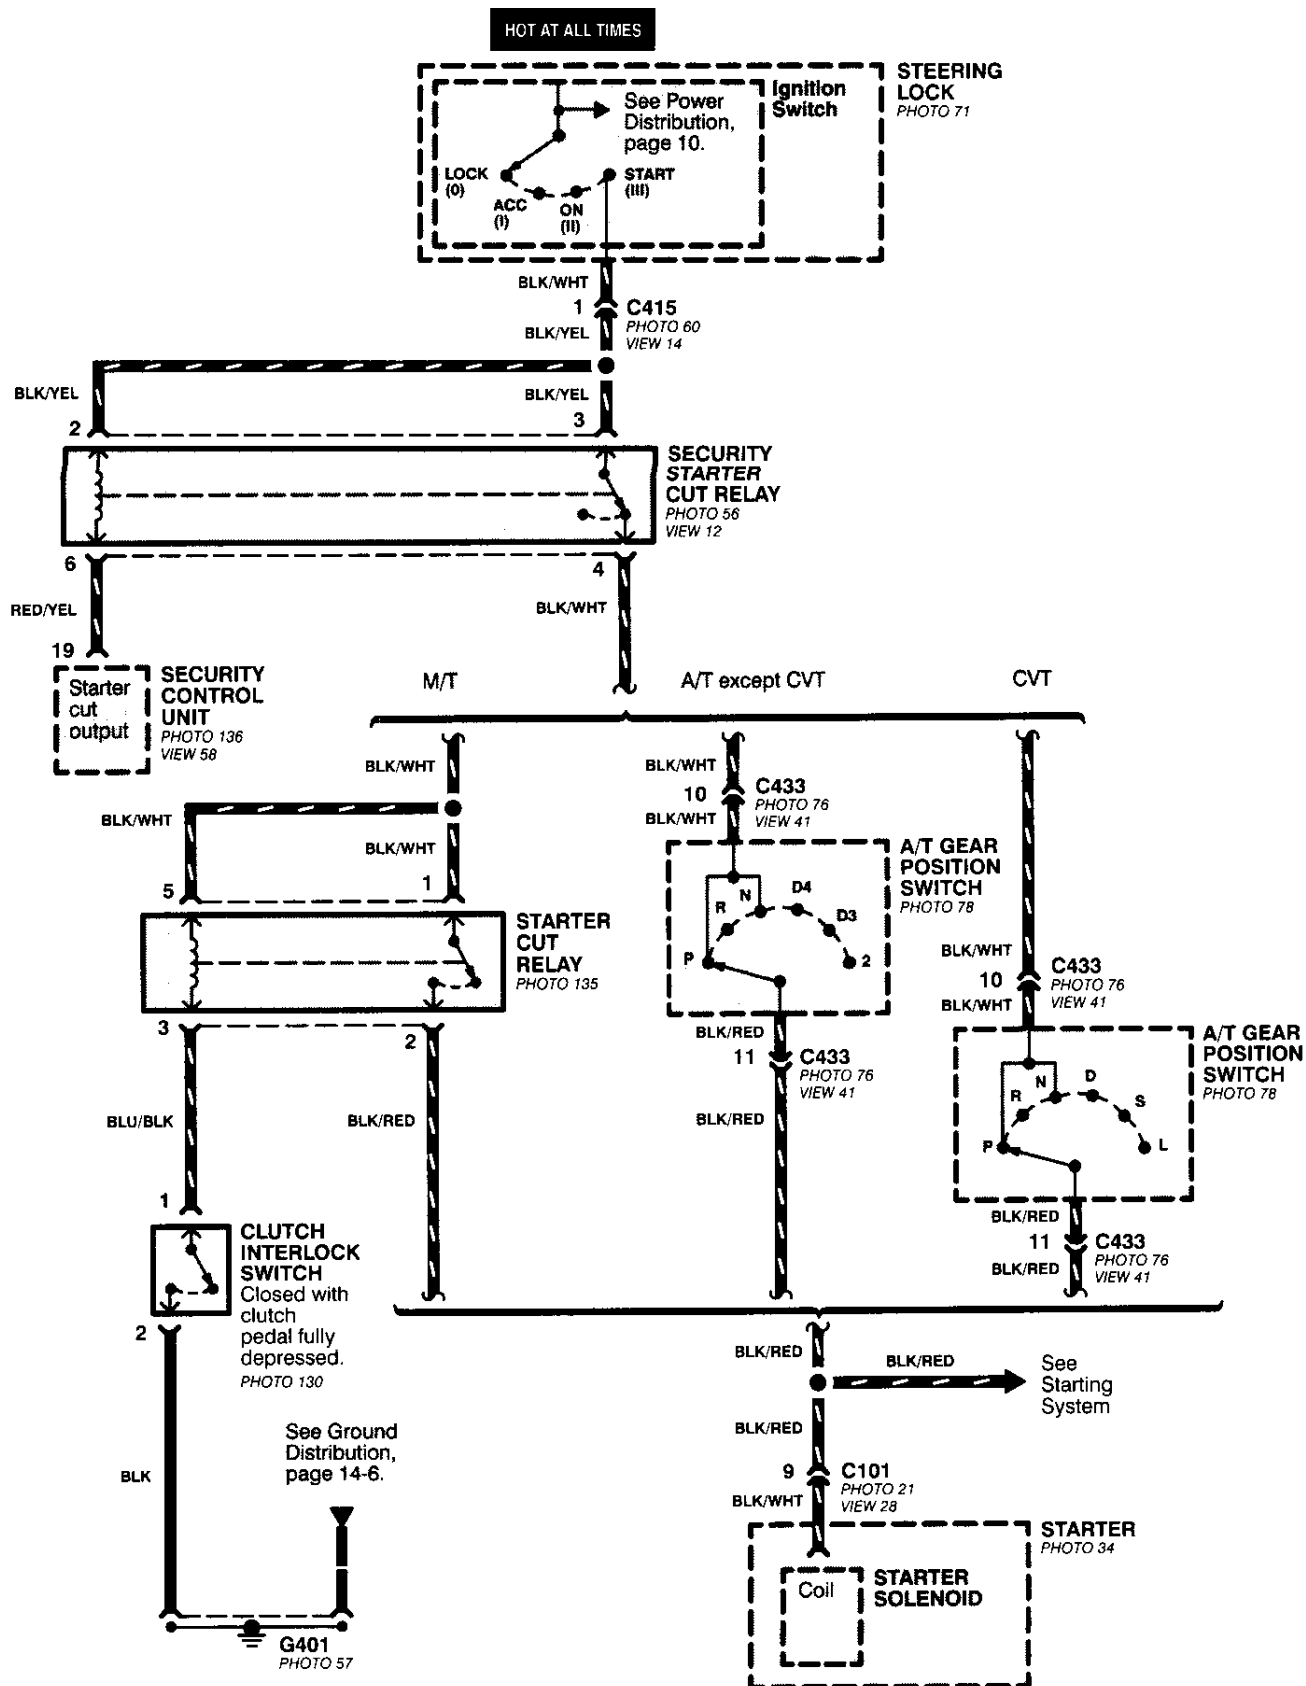 HOT AT ALL TIMES
STEERING
LOCK
PHOTO 71
Ignition
Switch
See Power
Distribution,
page 10.
LOCK
(0)
ACC
(I)
ON
(II)
START
(III)
BLK/WHT
1
C415
PHOTO 60
VIEW 14
BLK/YEL
BLK/YEL
BLK/YEL
2
3
SECURITY
STARTER
CUT RELAY
PHOTO 56
VIEW 12
6
4
RED/YEL
BLK/WHT
19
Starter
cut
output
SECURITY
CONTROL
UNIT
PHOTO 136
VIEW 58
M/T
A/T except CVT
CVT
BLK/WHT
BLK/WHT
BLK/WHT
5
1
STARTER
CUT
RELAY
PHOTO 135
3
2
BLU/BLK
BLK/RED
1
CLUTCH
INTERLOCK
SWITCH
Closed with
clutch
pedal fully
depressed.
PHOTO 130
2
BLK
See Ground
Distribution,
page 14-6.
G401
PHOTO 57
BLK/WHT
10
C433
PHOTO 76
VIEW 41
BLK/WHT
A/T GEAR
POSITION
SWITCH
PHOTO 78
P
R
N
D4
D3
2
BLK/RED
11
C433
PHOTO 76
VIEW 41
BLK/RED
BLK/WHT
10
C433
PHOTO 76
VIEW 41
BLK/WHT
A/T GEAR
POSITION
SWITCH
PHOTO 78
P
R
N
D
S
L
BLK/RED
11
C433
PHOTO 76
VIEW 41
BLK/RED
BLK/RED
BLK/RED
See
Starting
System
BLK/RED
9
C101
PHOTO 21
VIEW 28
BLK/WHT
STARTER
PHOTO 34
Coil
STARTER
SOLENOID